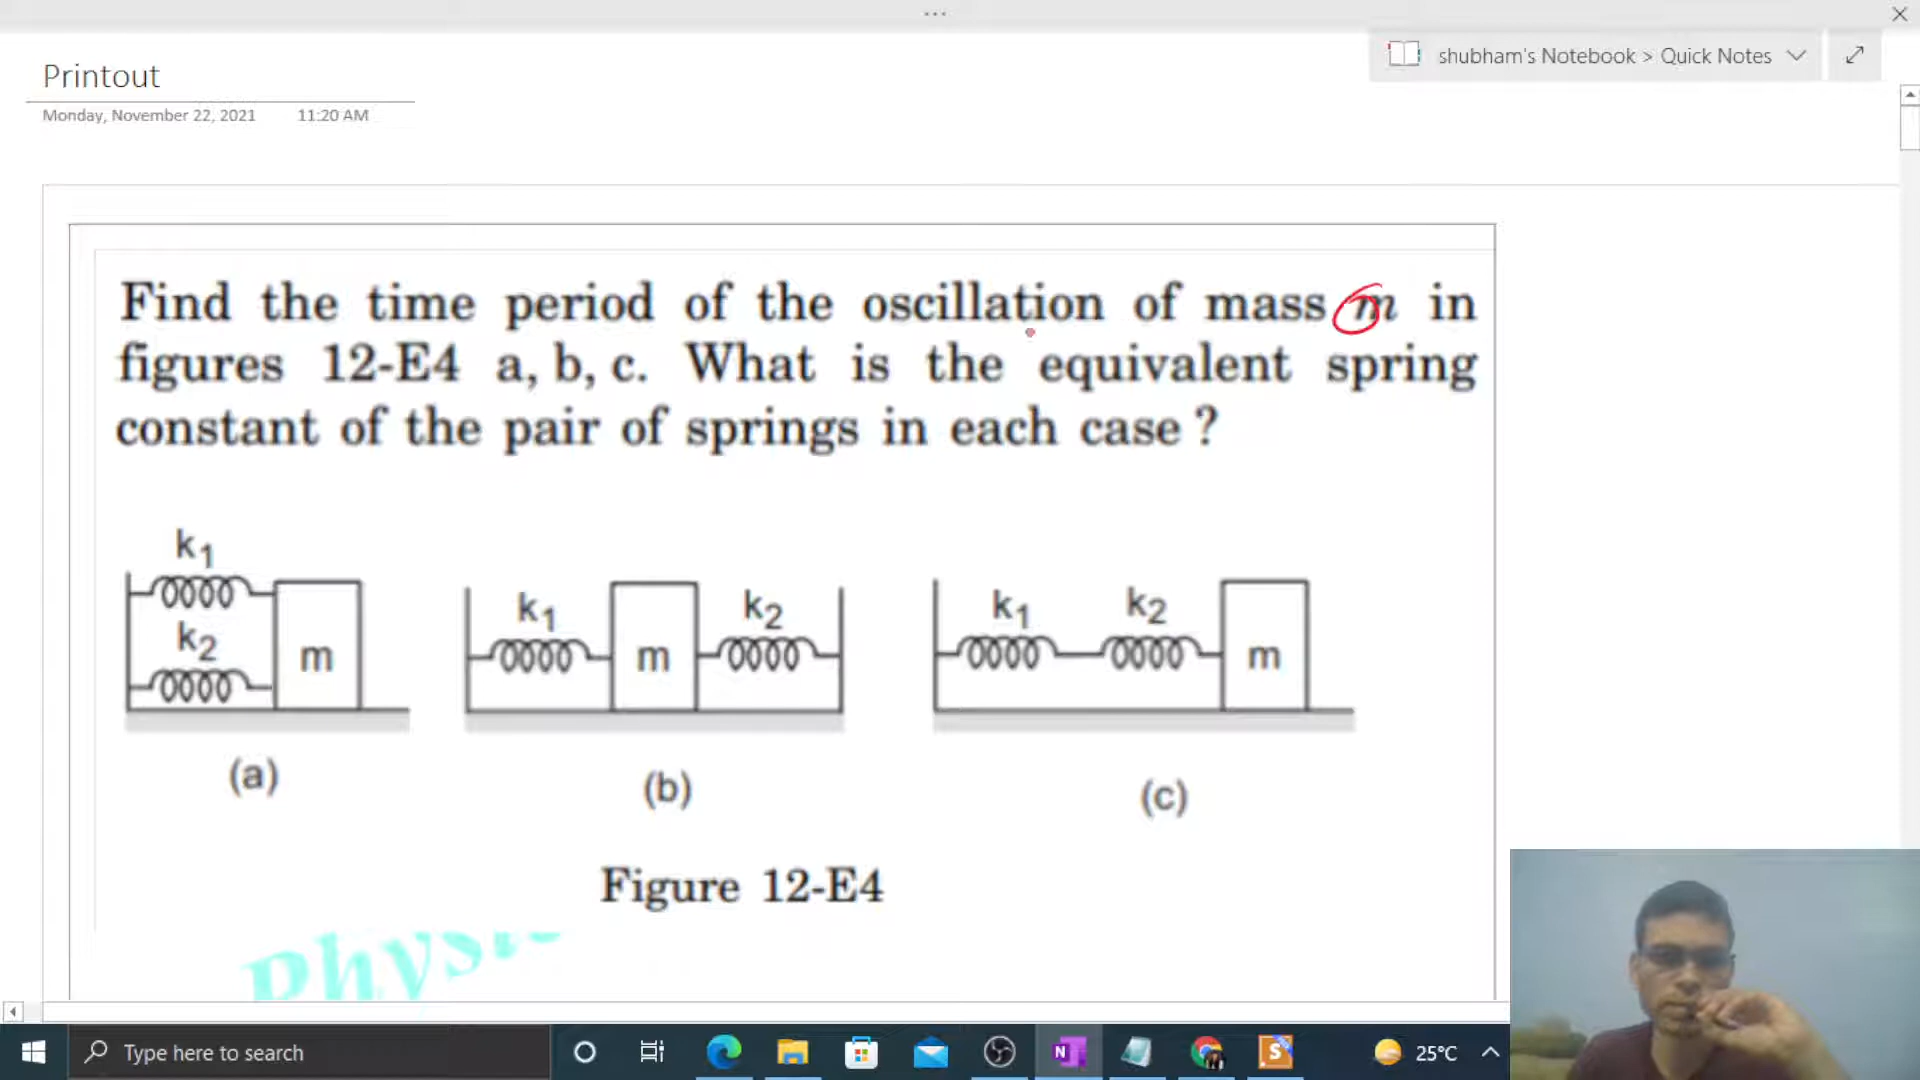 ...
shubham's Notebook > Quick Notes
Printout
Monday, November 22, 2021 11:20 AM
Find the time period of the oscillation of mass m in
figures 12-E4 a, b, c. What is the equivalent spring
constant of the pair of springs in each case ?
k1
k2
m
(a)
k1
m
k2
(b)
k1
k2
m
(c)
Figure 12-E4
Type here to search
N
S
25°C